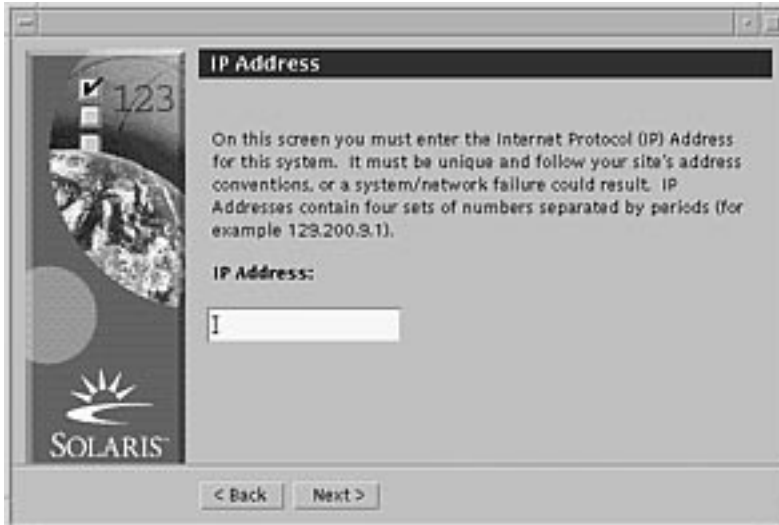 IP Address
123
On this screen you must enter the Internet Protocol (IP) Address
for this system. It must be unique and follow your site's address
conventions, or a system/network failure could result. IP
Addresses contain four sets of numbers separated by periods (for
example 129.200.9.1).
IP Address:
SOLARIS™
< Back
Next >